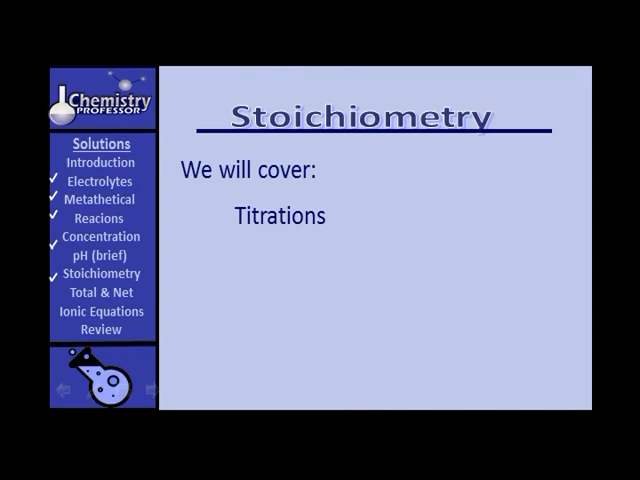 Chemistry
PROFESSOR
Solutions
Introduction
Electrolytes
Metathetical
Reacions
Concentration
pH (brief)
Stoichiometry
Total & Net
Ionic Equations
Review
Stoichiometry
We will cover:
Titrations